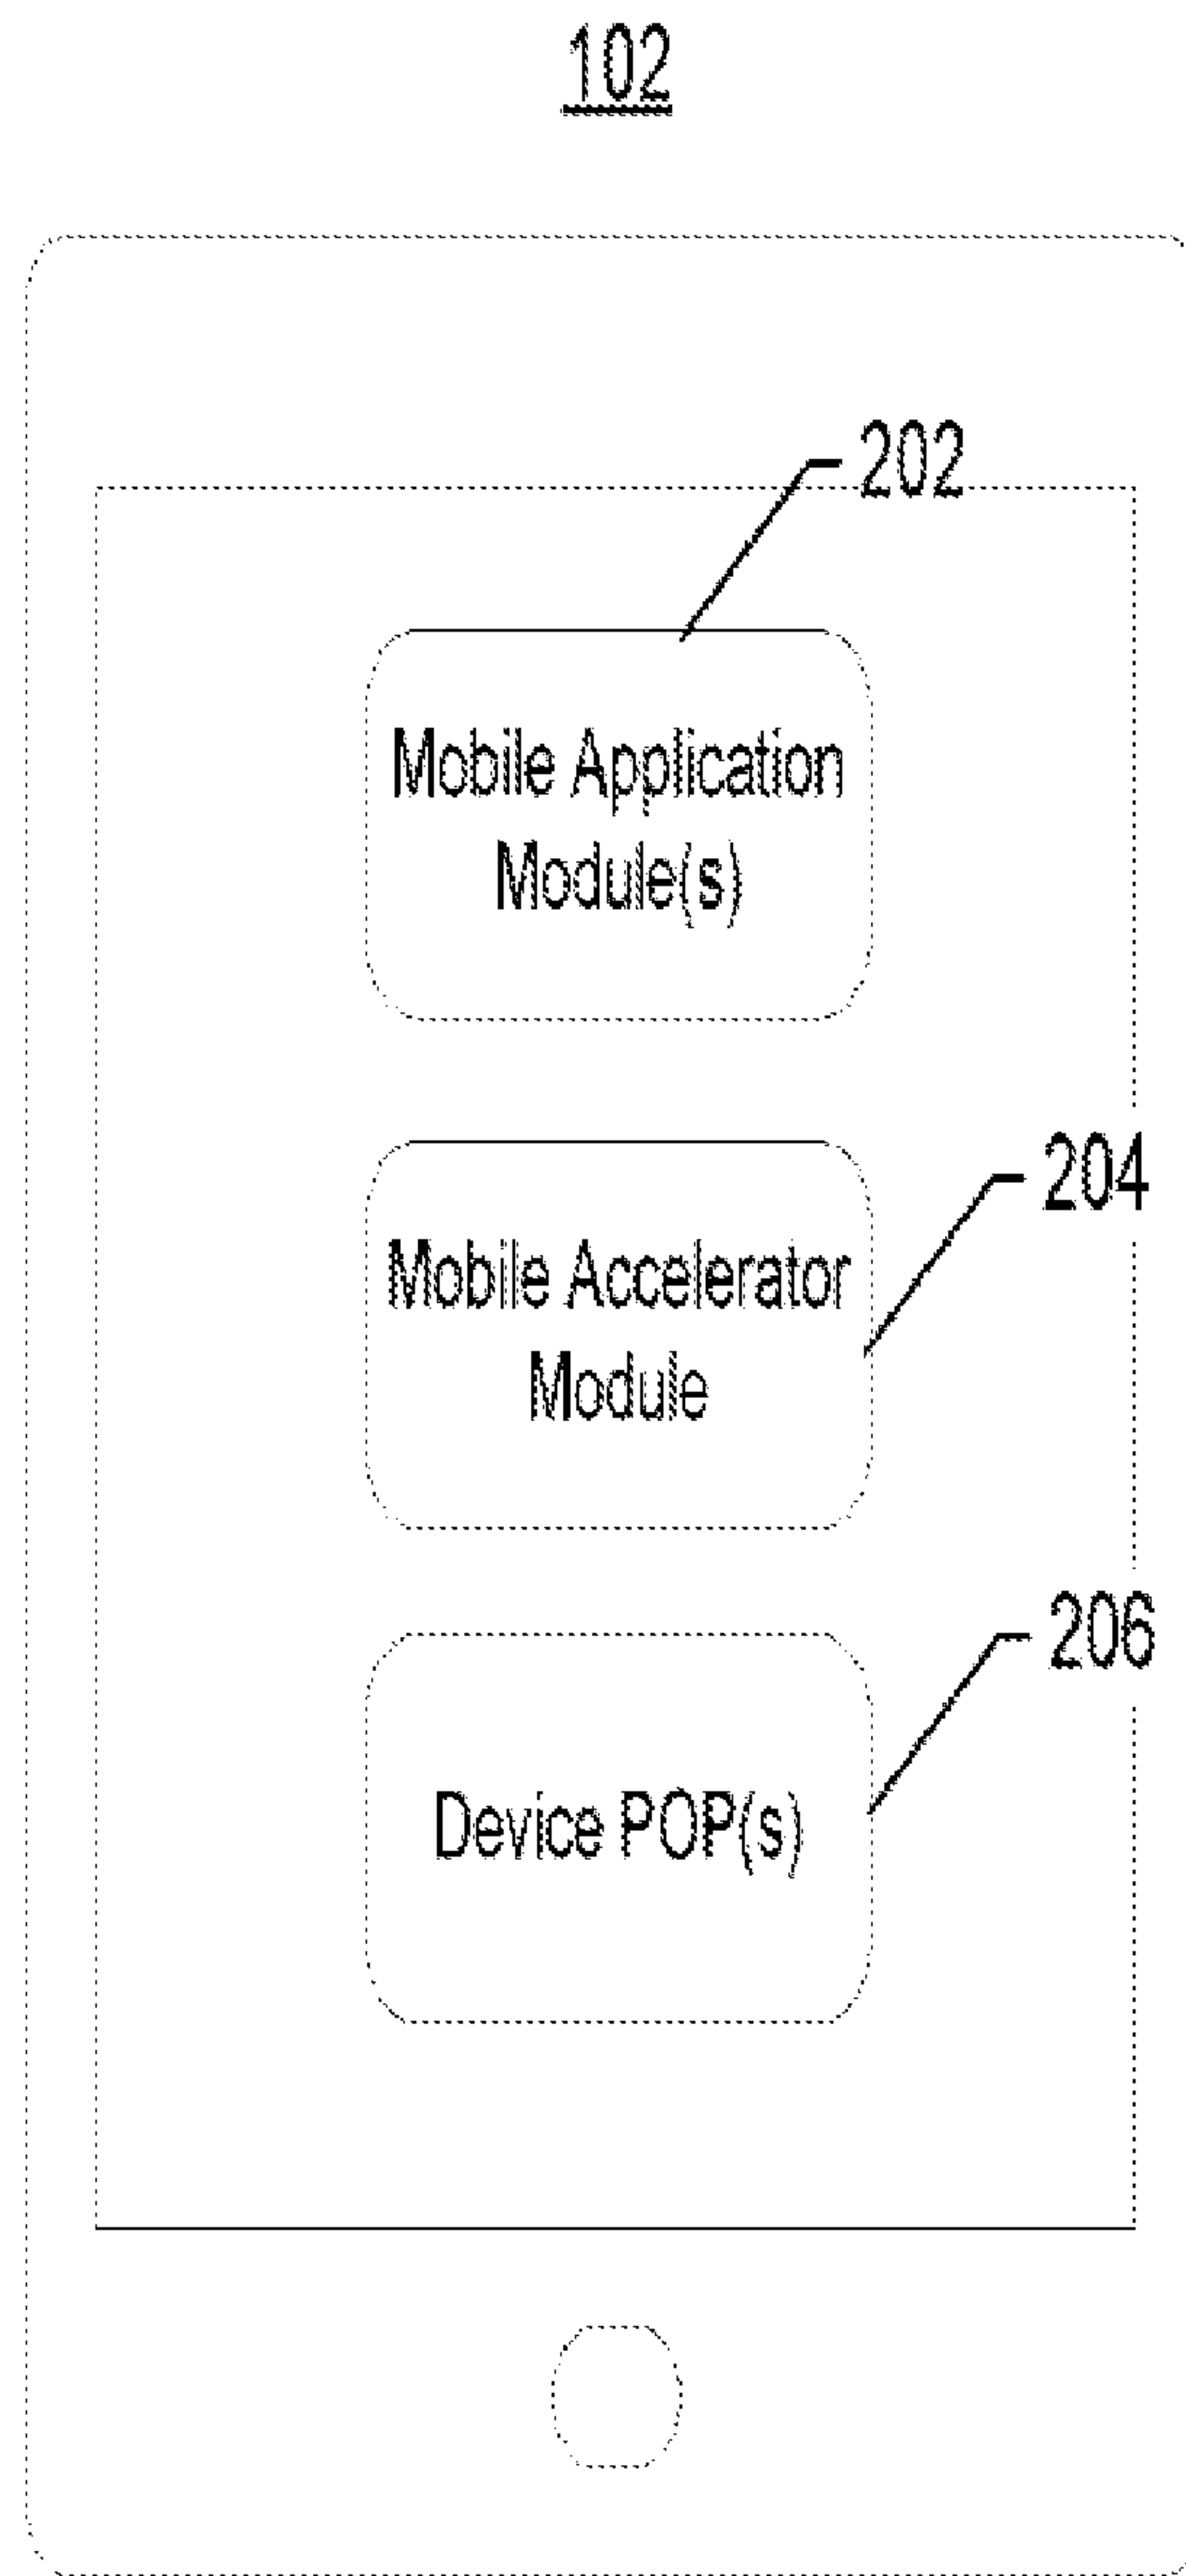 102
202
Mobile Application
Module(s)
204
Mobile Accelerator
Module
206
Device POP(s)